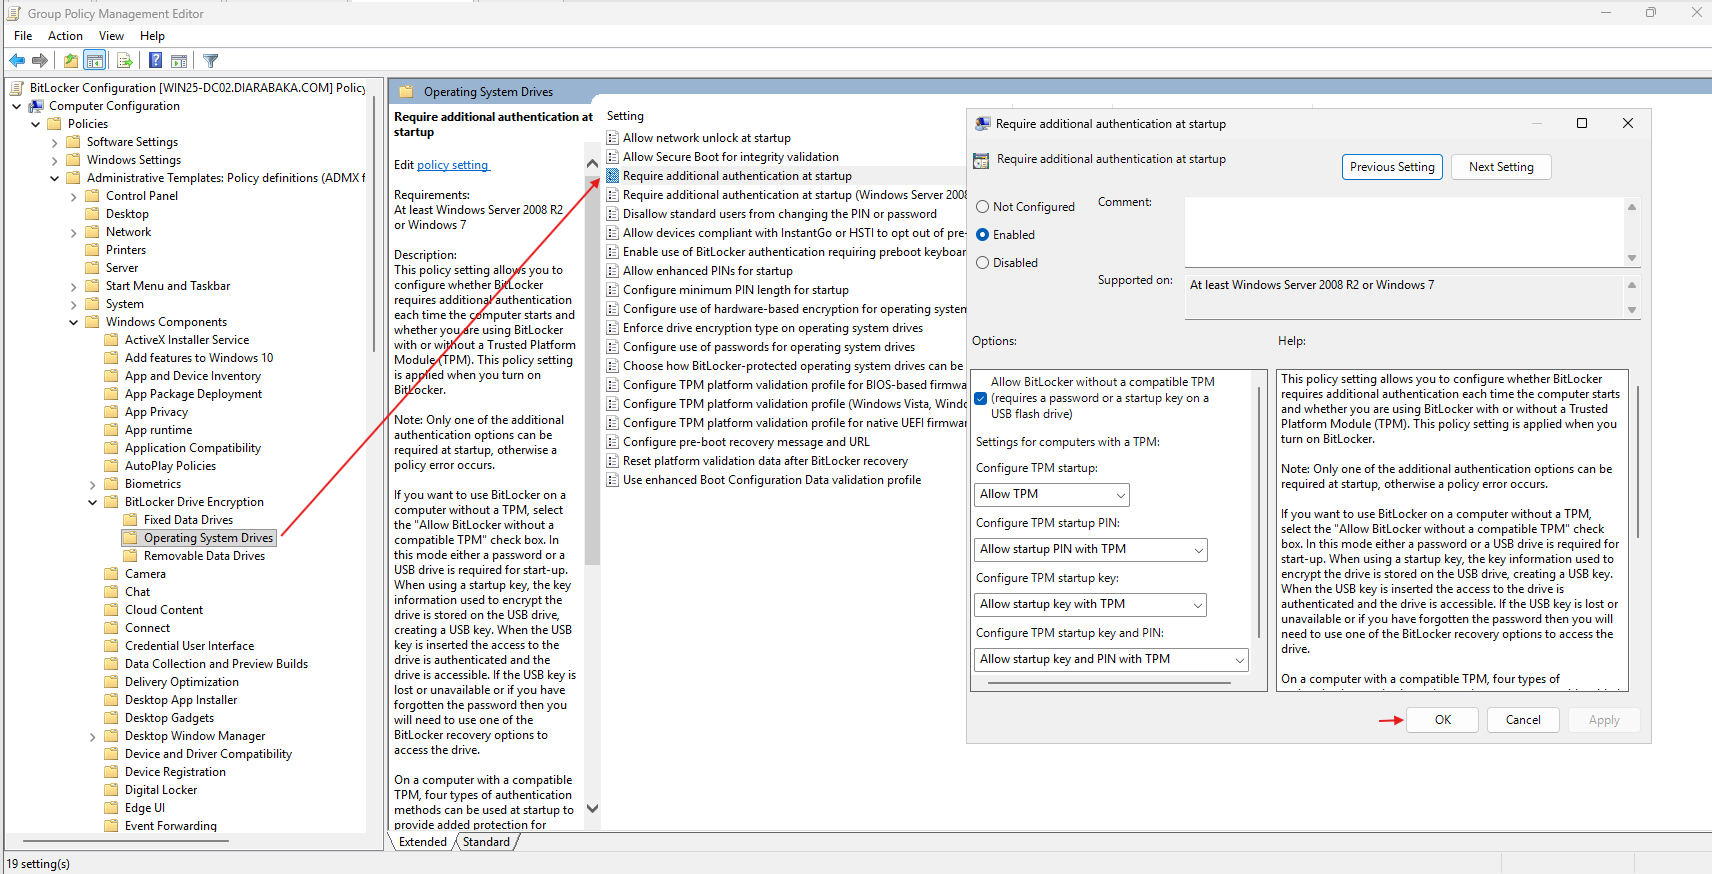 Group Policy Management Editor
File
Action
View
Help
BitLocker Configuration [WIN25-DC02.DIARABAKA.COM] Policy
Computer Configuration
Policies
Software Settings
Windows Settings
Administrative Templates: Policy definitions (ADMX f
Control Panel
Desktop
Network
Printers
Server
Start Menu and Taskbar
System
Windows Components
ActiveX Installer Service
Add features to Windows 10
App and Device Inventory
App Package Deployment
App Privacy
App runtime
Application Compatibility
AutoPlay Policies
Biometrics
BitLocker Drive Encryption
Fixed Data Drives
Operating System Drives
Removable Data Drives
Camera
Chat
Cloud Content
Connect
Credential User Interface
Data Collection and Preview Builds
Delivery Optimization
Desktop App Installer
Desktop Gadgets
Desktop Window Manager
Device and Driver Compatibility
Device Registration
Digital Locker
Edge UI
Event Forwarding
19 setting(s)
Operating System Drives
Require additional authentication at
startup
Edit policy setting
Requirements:
At least Windows Server 2008 R2
or Windows 7
Description:
This policy setting allows you to
configure whether BitLocker
requires additional authentication
each time the computer starts and
whether you are using BitLocker
with or without a Trusted Platform
Module (TPM). This policy setting
is applied when you turn on
BitLocker.
Note: Only one of the additional
authentication options can be
required at startup, otherwise a
policy error occurs.
If you want to use BitLocker on a
computer without a TPM, select
the "Allow BitLocker without a
compatible TPM" check box. In
this mode either a password or a
USB drive is required for start-up.
When using a startup key, the key
information used to encrypt the
drive is stored on the USB drive,
creating a USB key. When the USB
key is inserted the access to the
drive is authenticated and the
drive is accessible. If the USB key is
lost or unavailable or if you have
forgotten the password then you
will need to use one of the
BitLocker recovery options to
access the drive.
On a computer with a compatible
TPM, four types of authentication
methods can be used at startup to
provide added protection for
Extended
Standard
Setting
Allow network unlock at startup
Allow Secure Boot for integrity validation
Require additional authentication at startup
Require additional authentication at startup (Windows Server 2008
Disallow standard users from changing the PIN or password
Allow devices compliant with InstantGo or HSTI to opt out of pre-
Enable use of BitLocker authentication requiring preboot keyboar
Allow enhanced PINs for startup
Configure minimum PIN length for startup
Configure use of hardware-based encryption for operating system
Enforce drive encryption type on operating system drives
Configure use of passwords for operating system drives
Choose how BitLocker-protected operating system drives can be
Configure TPM platform validation profile for BIOS-based firmwa
Configure TPM platform validation profile (Windows Vista, Windo
Configure TPM platform validation profile for native UEFI firmwar
Configure pre-boot recovery message and URL
Reset platform validation data after BitLocker recovery
Use enhanced Boot Configuration Data validation profile
Require additional authentication at startup
Require additional authentication at startup
Previous Setting
Next Setting
Not Configured
Enabled
Disabled
Comment:
Supported on:
At least Windows Server 2008 R2 or Windows 7
Options:
Help:
Allow BitLocker without a compatible TPM
(requires a password or a startup key on a
USB flash drive)
Settings for computers with a TPM:
Configure TPM startup:
Allow TPM
Configure TPM startup PIN:
Allow startup PIN with TPM
Configure TPM startup key:
Allow startup key with TPM
Configure TPM startup key and PIN:
Allow startup key and PIN with TPM
This policy setting allows you to configure whether BitLocker
requires additional authentication each time the computer starts
and whether you are using BitLocker with or without a Trusted
Platform Module (TPM). This policy setting is applied when you
turn on BitLocker.
Note: Only one of the additional authentication options can be
required at startup, otherwise a policy error occurs.
If you want to use BitLocker on a computer without a TPM,
select the "Allow BitLocker without a compatible TPM" check
box. In this mode either a password or a USB drive is required for
start-up. When using a startup key, the key information used to
encrypt the drive is stored on the USB drive, creating a USB key.
When the USB key is inserted the access to the drive is
authenticated and the drive is accessible. If the USB key is lost or
unavailable or if you have forgotten the password then you will
need to use one of the BitLocker recovery options to access the
drive.
On a computer with a compatible TPM, four types of
OK
Cancel
Apply